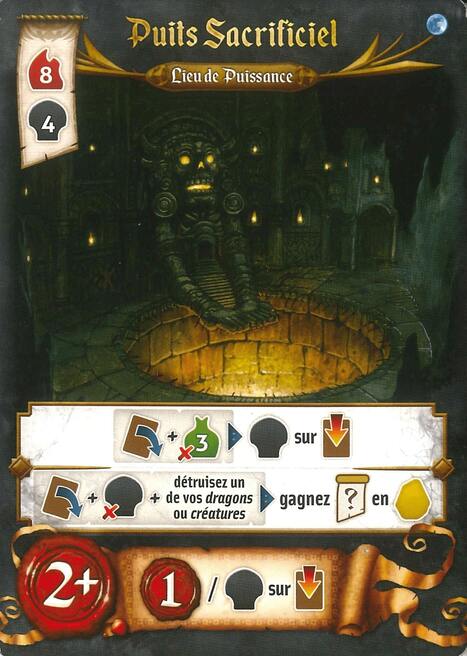 Puits Sacrificiel
Lieu de Puissance
8
4
+ 3 sur
+ + détruisez un
de vos dragons
ou créatures
gagnez ? en
2+ 1 / sur